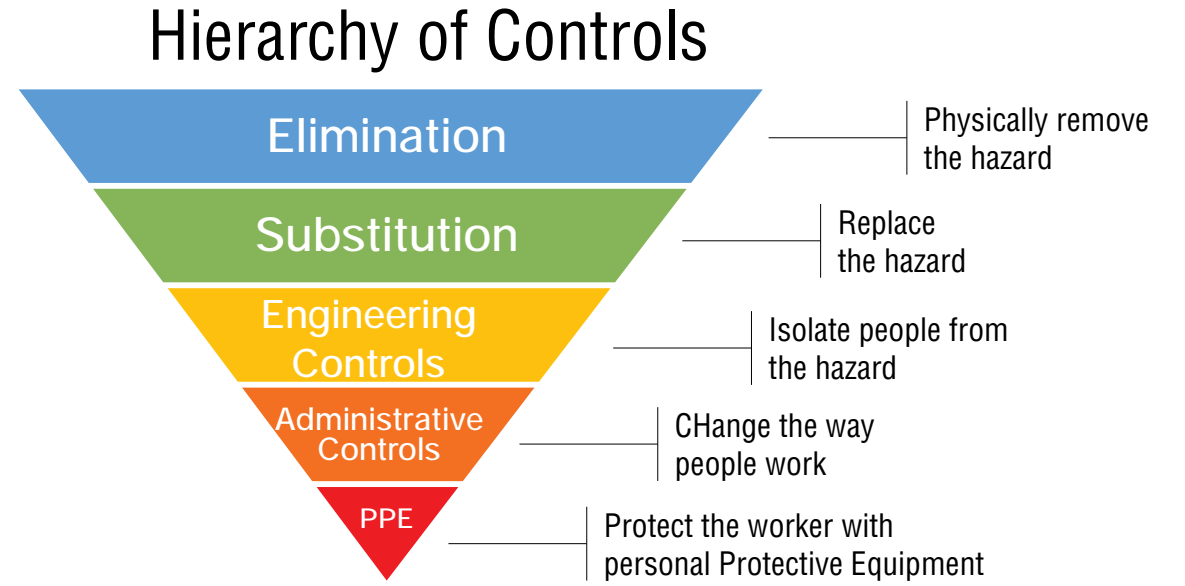 Hierarchy of Controls
Elimination
Physically remove
the hazard
Substitution
Replace
the hazard
Engineering
Controls
Isolate people from
the hazard
Administrative
Controls
CHange the way
people work
PPE
Protect the worker with
personal Protective Equipment